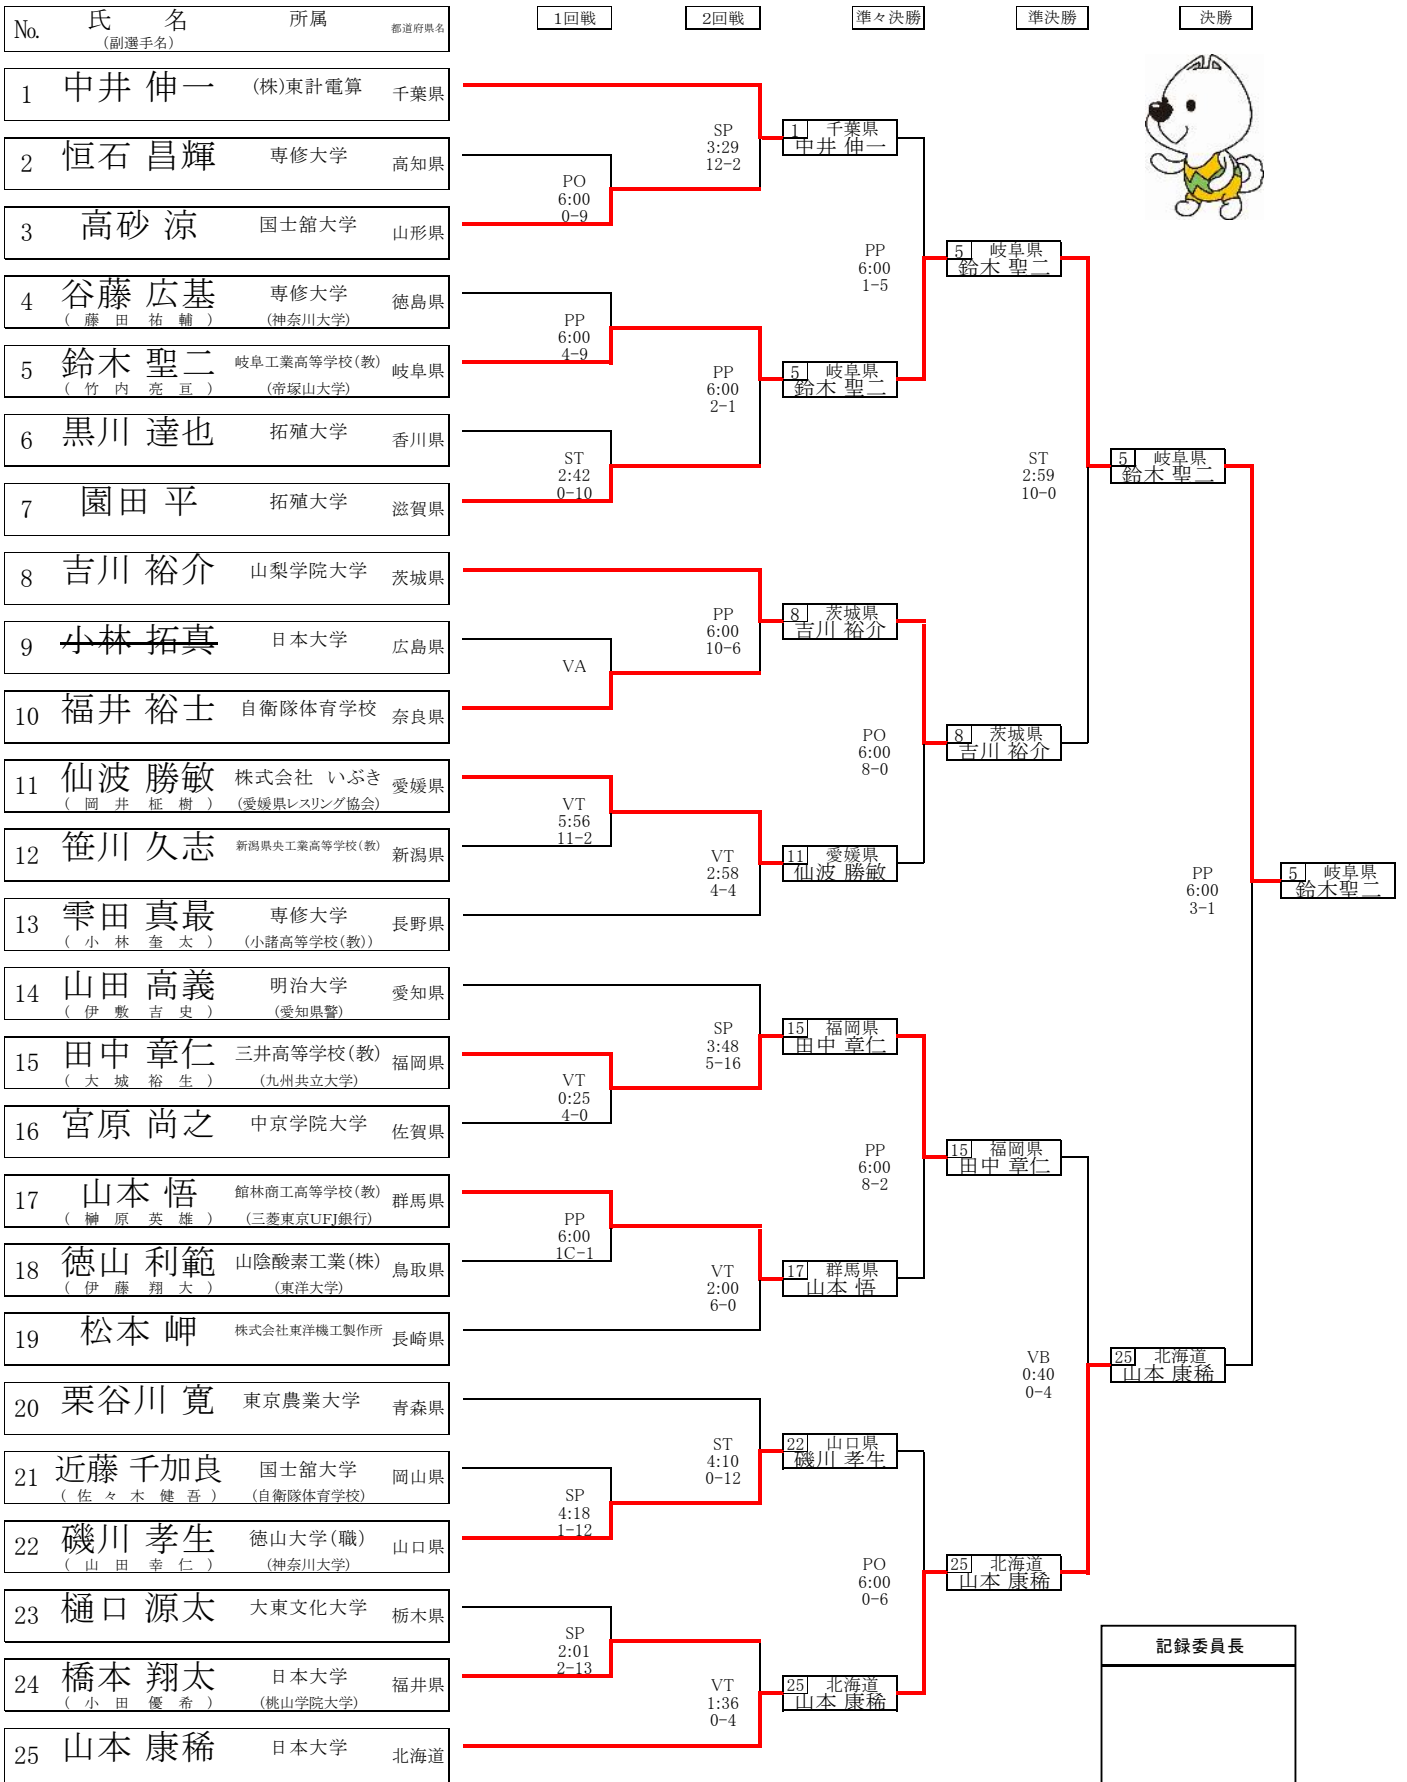 No. 氏 名 所属 都道府県名
(副選手名)
1回戦 2回戦 準々決勝 準決勝 決勝
1 中井 伸一 (株)東計電算 千葉県
2 恒石 昌輝 専修大学 高知県
3 高砂 涼 国士舘大学 山形県
4 谷藤 広基 専修大学 徳島県
(藤田祐輔) (神奈川大学)
5 鈴木 聖二 岐阜工業高等学校(教) 岐阜県
(竹内亮亘) (帝塚山大学)
6 黒川 達也 拓殖大学 香川県
7 園田 平 拓殖大学 滋賀県
8 吉川 裕介 山梨学院大学 茨城県
9 小林 拓真 日本大学 広島県
10 福井 裕士 自衛隊体育学校 奈良県
11 仙波 勝敏 株式会社 いぶき 愛媛県
(岡井柾樹) (愛媛県レスリング協会)
12 笹川 久志 新潟県央工業高等学校(教) 新潟県
13 雫田 真最 専修大学 長野県
(小林奎太) (小諸高等学校(教))
14 山田 高義 明治大学 愛知県
(伊敷吉史) (愛知県警)
15 田中 章仁 三井高等学校(教) 福岡県
(大城裕生) (九州共立大学)
16 宮原 尚之 中京学院大学 佐賀県
17 山本 悟 館林商工高等学校(教) 群馬県
(榊原英雄) (三菱東京UFJ銀行)
18 徳山 利範 山陰酸素工業(株) 鳥取県
(伊藤翔大) (東洋大学)
19 松本 岬 株式会社東洋機工製作所 長崎県
20 栗谷川 寛 東京農業大学 青森県
21 近藤 千加良 国士舘大学 岡山県
(佐々木健吾) (自衛隊体育学校)
22 磯川 孝生 徳山大学(職) 山口県
(山田幸仁) (神奈川大学)
23 樋口 源太 大東文化大学 栃木県
24 橋本 翔太 日本大学 福井県
(小田優希) (桃山学院大学)
25 山本 康稀 日本大学 北海道
PO
6:00
0-9
PP
6:00
4-9
ST
2:42
0-10
VA
VT
5:56
11-2
VT
0:25
4-0
PP
6:00
1C-1
SP
4:18
1-12
SP
2:01
2-13
SP
3:29
12-2
PP
6:00
2-1
PP
6:00
10-6
VT
2:58
4-4
SP
3:48
5-16
VT
2:00
6-0
ST
4:10
0-12
VT
1:36
0-4
1 千葉県
中井 伸一
5 岐阜県
鈴木 聖二
8 茨城県
吉川 裕介
11 愛媛県
仙波 勝敏
15 福岡県
田中 章仁
17 群馬県
山本 悟
22 山口県
磯川 孝生
25 北海道
山本 康稀
PP
6:00
1-5
PO
6:00
8-0
PP
6:00
8-2
PO
6:00
0-6
5 岐阜県
鈴木 聖二
8 茨城県
吉川 裕介
15 福岡県
田中 章仁
25 北海道
山本 康稀
ST
2:59
10-0
VB
0:40
0-4
5 岐阜県
鈴木 聖二
25 北海道
山本 康稀
PP
6:00
3-1
5 岐阜県
鈴木聖二
記録委員長